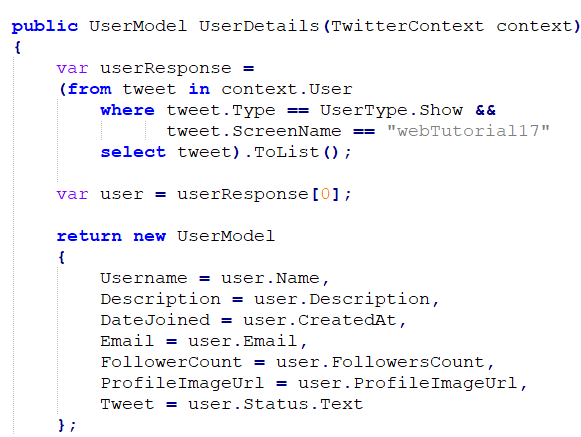 public UserModel UserDetails(TwitterContext context)
{
    var userResponse =
    (from tweet in context.User
        where tweet.Type == UserType.Show &&
              tweet.ScreenName == "webTutorial17"
        select tweet).ToList();

    var user = userResponse[0];

    return new UserModel
    {
        Username = user.Name,
        Description = user.Description,
        DateJoined = user.CreatedAt,
        Email = user.Email,
        FollowerCount = user.FollowersCount,
        ProfileImageUrl = user.ProfileImageUrl,
        Tweet = user.Status.Text
    };